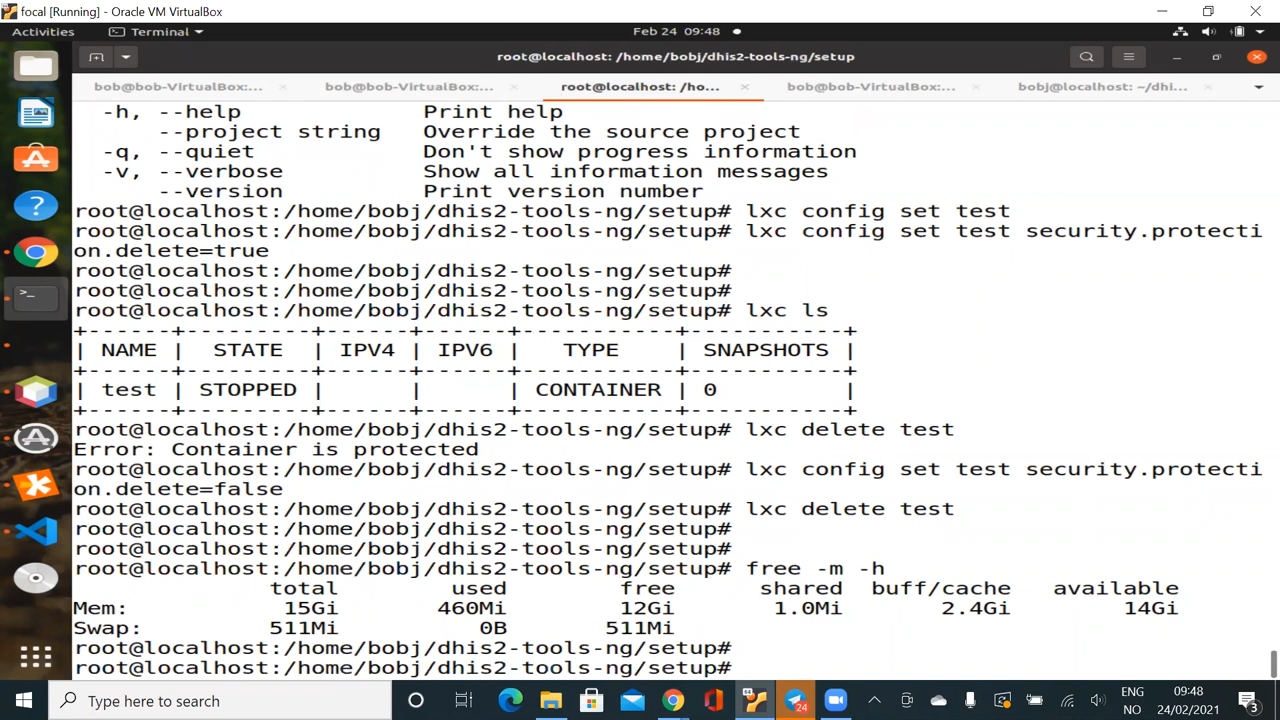 focal [Running] - Oracle VM VirtualBox
Activities Terminal Feb 24 09:48
root@localhost: /home/bobj/dhis2-tools-ng/setup
bob@bob-VirtualBox:... bob@bob-VirtualBox:... root@localhost: /ho... bob@bob-VirtualBox:... bobj@localhost: ~/dhi...
-h, --help Print help
--project string Override the source project
-q, --quiet Don't show progress information
-v, --verbose Show all information messages
--version Print version number
root@localhost:/home/bobj/dhis2-tools-ng/setup# lxc config set test
root@localhost:/home/bobj/dhis2-tools-ng/setup# lxc config set test security.protecti
on.delete=true
root@localhost:/home/bobj/dhis2-tools-ng/setup#
root@localhost:/home/bobj/dhis2-tools-ng/setup#
root@localhost:/home/bobj/dhis2-tools-ng/setup# lxc ls
+------+---------+------+------+-----------+-----------+
| NAME | STATE | IPV4 | IPV6 | TYPE | SNAPSHOTS |
+------+---------+------+------+-----------+-----------+
| test | STOPPED | | | CONTAINER | 0 |
+------+---------+------+------+-----------+-----------+
root@localhost:/home/bobj/dhis2-tools-ng/setup# lxc delete test
Error: Container is protected
root@localhost:/home/bobj/dhis2-tools-ng/setup# lxc config set test security.protecti
on.delete=false
root@localhost:/home/bobj/dhis2-tools-ng/setup# lxc delete test
root@localhost:/home/bobj/dhis2-tools-ng/setup#
root@localhost:/home/bobj/dhis2-tools-ng/setup#
root@localhost:/home/bobj/dhis2-tools-ng/setup# free -m -h
total used free shared buff/cache available
Mem: 15Gi 460Mi 12Gi 1.0Mi 2.4Gi 14Gi
Swap: 511Mi 0B 511Mi
root@localhost:/home/bobj/dhis2-tools-ng/setup#
root@localhost:/home/bobj/dhis2-tools-ng/setup#
Type here to search 24 ENG 09:48 3
NO 24/02/2021